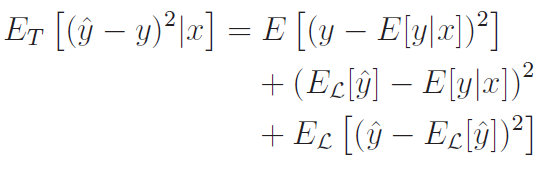 E_T [(ŷ − y)²|x] = E [(y − E[y|x])²]
+ (E_ℒ[ŷ] − E[y|x])²
+ E_ℒ [(ŷ − E_ℒ[ŷ])²]